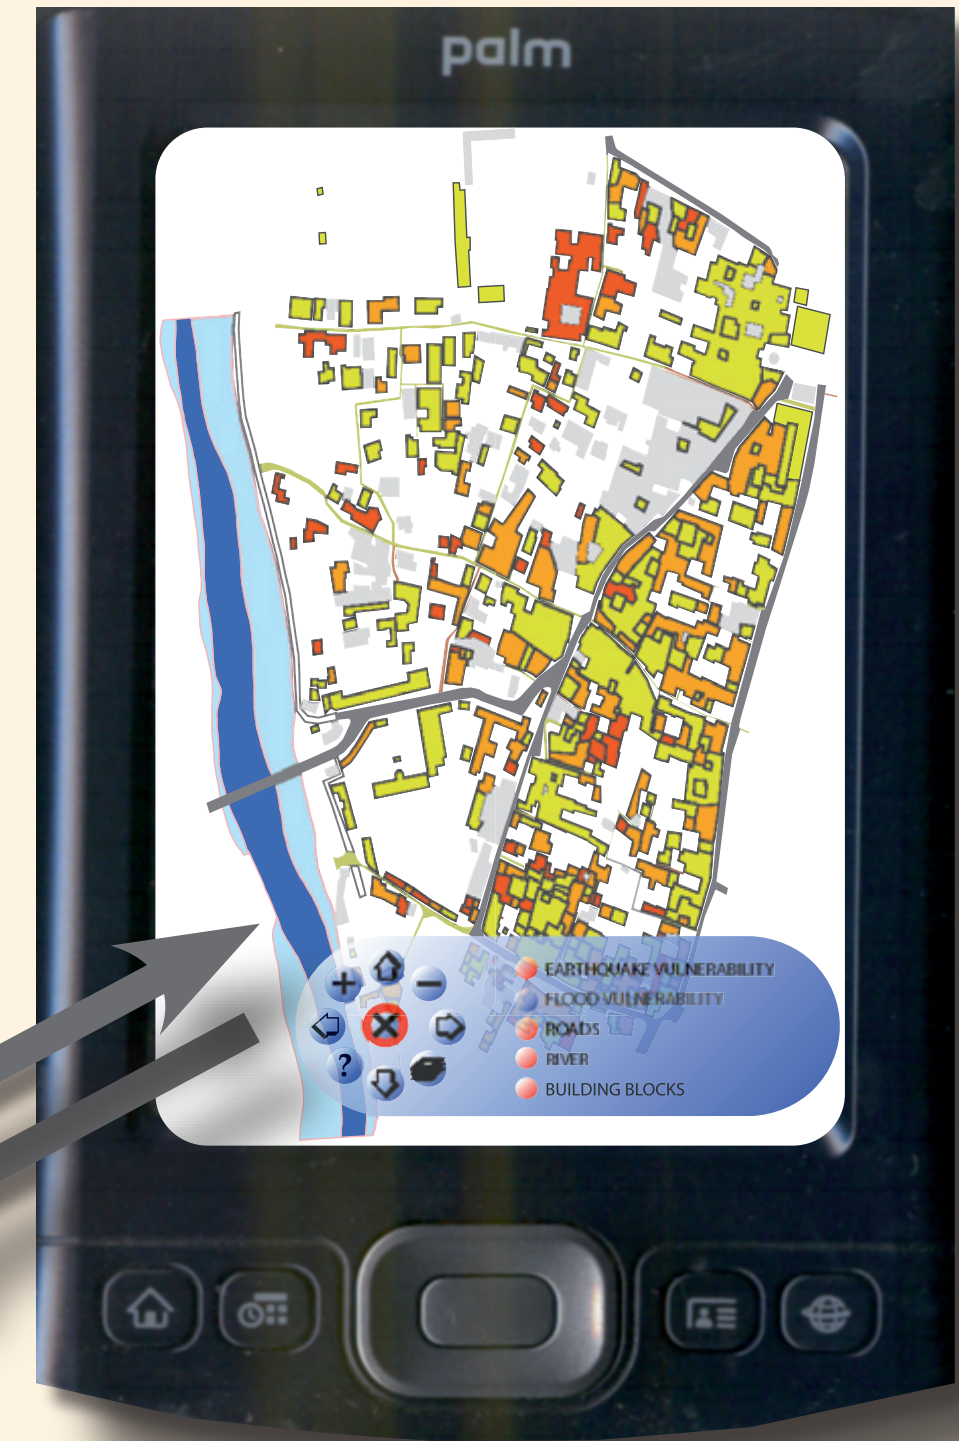 palm
+
−
?
EARTHQUAKE VULNERABILITY
FLOOD VULNERABILITY
ROADS
RIVER
BUILDING BLOCKS